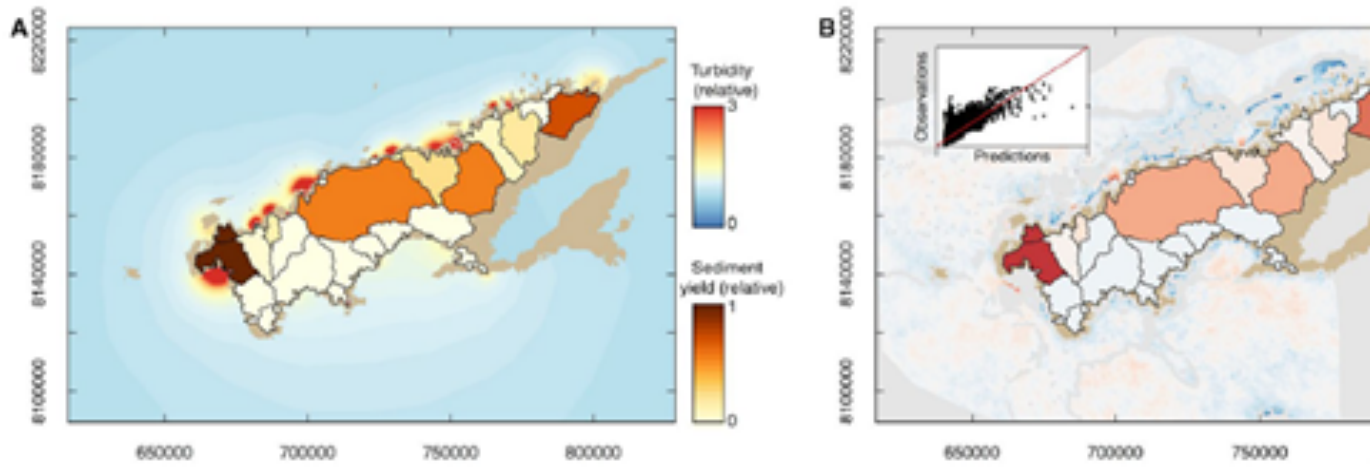 A
8220000
8180000
8140000
8100000
650000
700000
750000
800000
Turbidity
(relative)
3
0
Sediment
yield (relative)
1
0
B
8220000
8180000
8140000
8100000
650000
700000
750000
Observations
Predictions